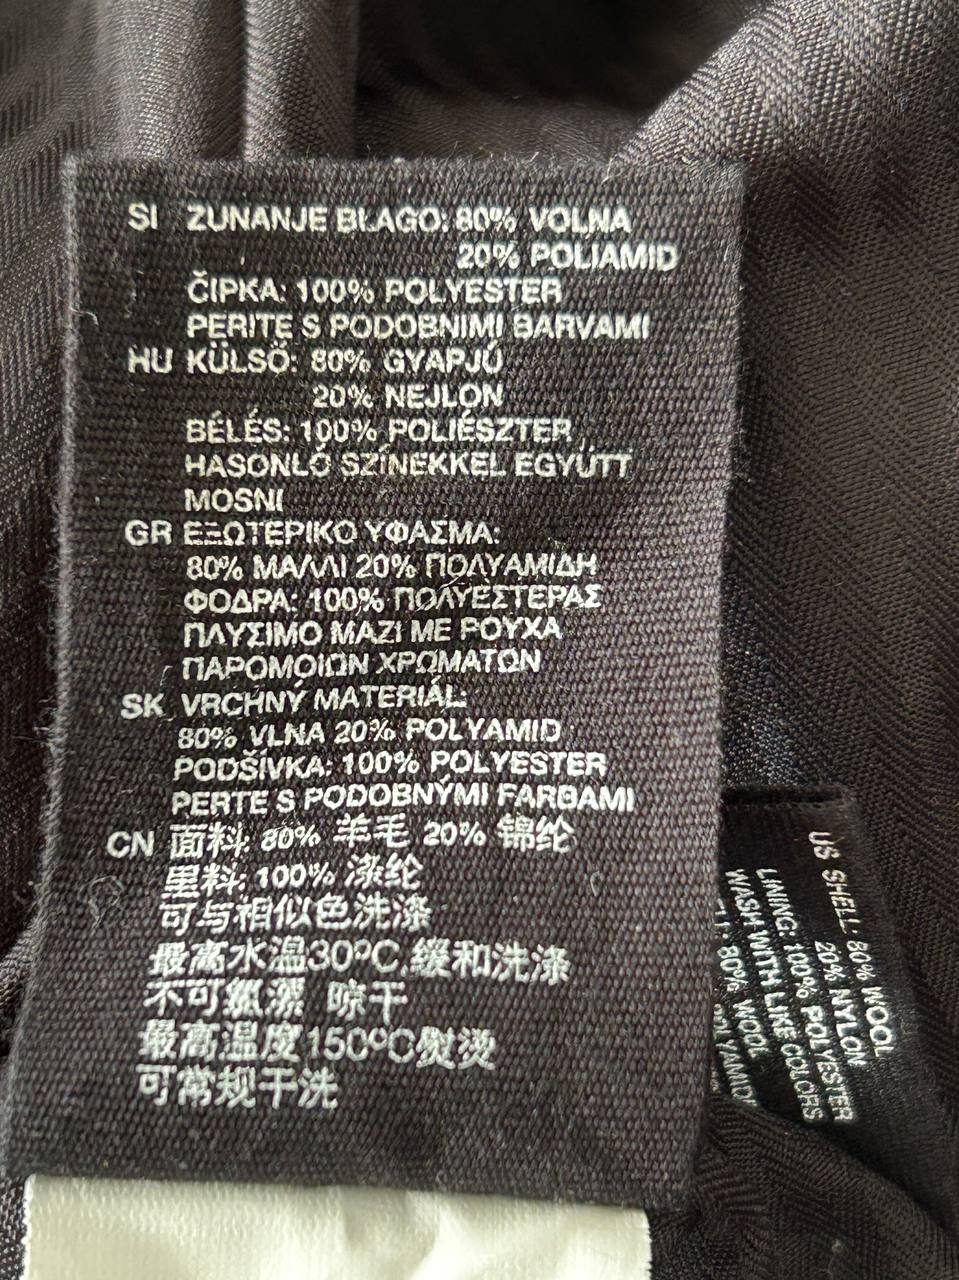 SI ZUNANJE BLAGO: 80% VOLNA
20% POLIAMID
ČIPKA: 100% POLYESTER
PERITE S PODOBNIMI BARVAMI
HU KÜLSÖ: 80% GYAPJÚ
20% NEJLON
BÉLÉS: 100% POLIÉSZTER
HASONLÓ SZÍNEKKEL EGYÜTT
MOSNI
GR ΕΞΩΤΕΡΙΚΟ ΥΦΑΣΜΑ:
80% ΜΑΛΛΙ 20% ΠΟΛΥΑΜΙΔΗ
ΦΟΔΡΑ: 100% ΠΟΛΥΕΣΤΕΡΑΣ
ΠΛΥΣΙΜΟ ΜΑΖΙ ΜΕ ΡΟΥΧΑ
ΠΑΡΟΜΟΙΩΝ ΧΡΩΜΑΤΩΝ
SK VRCHNÝ MATERIÁL:
80% VLNA 20% POLYAMID
PODŠÍVKA: 100% POLYESTER
PERTE S PODOBNÝMI FARBAMI
CN 面料: 80% 羊毛 20% 锦纶
里料: 100% 涤纶
可与相似色洗涤
最高水温30ºC,缓和洗涤
不可 晾干
最高温度150ºC熨烫
可常规干洗
US SHELL: 80% WOOL
20% NYLON
LINING: 100% POLYESTER
WASH WITH LIKE COLORS
80% WOOL